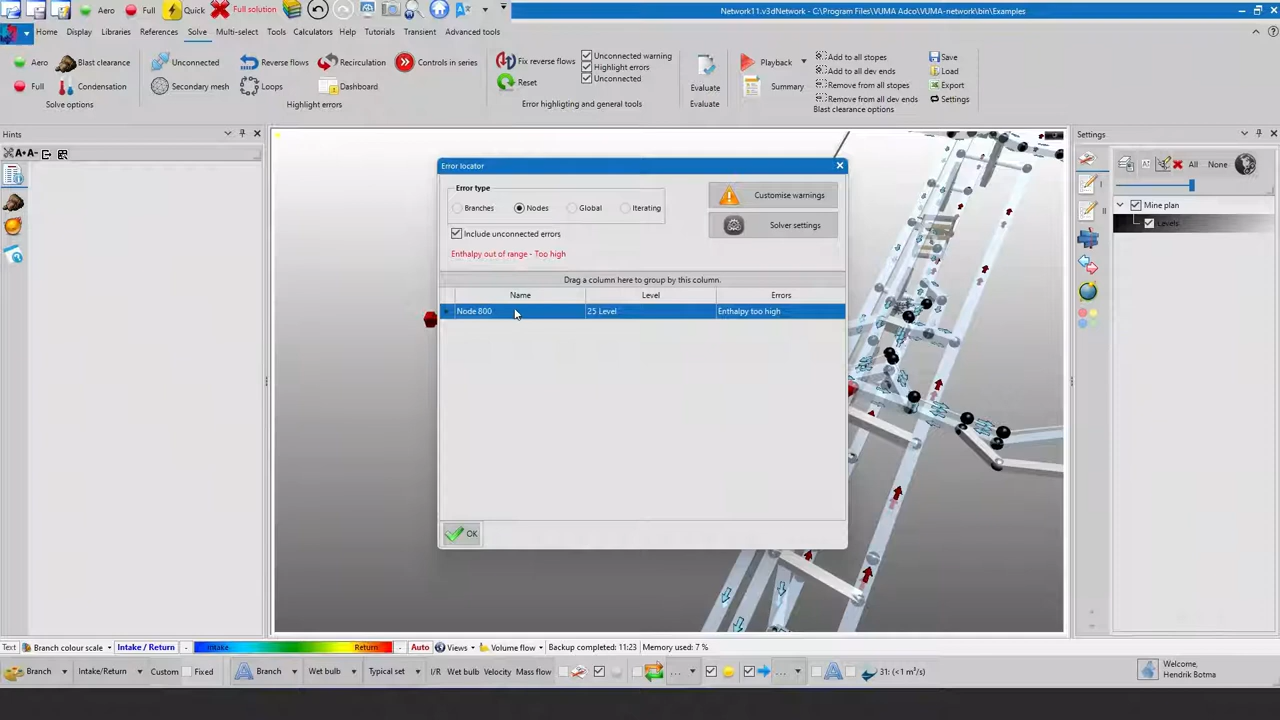 Aero Full Quick Full solution
Network11.v3dNetwork - C:\Program Files\VUMA Adco\VUMA-network\bin\Examples
Home Display Libraries References Solve Multi-select Tools Calculators Help Tutorials Transient Advanced tools
Aero Blast clearance Unconnected Reverse flows Recirculation Controls in series Fix reverse flows Unconnected warning Playback Add to all stopes Save
Highlight errors Add to all dev ends Load
Full Condensation Secondary mesh Loops Dashboard Reset Unconnected Evaluate Summary Remove from all stopes Export
Remove from all dev ends Settings
Solve options Highlight errors Error higligting and general tools Evaluate Blast clearance options
Hints
Settings
A+A-
All None
Mine plan
Levels
Error locator
Error type
Branches Nodes Global Iterating
Customise warnings
Solver settings
Include unconnected errors
Enthalpy out of range - Too high
Drag a column here to group by this column.
Name Level Errors
Node 800 25 Level Enthalpy too high
OK
Text Branch colour scale Intake / Return - Intake Return - Auto Views Volume flow Backup completed: 11:23 Memory used: 7 %
Branch Intake/Return Custom Fixed Branch Wet bulb Typical set I/R Wet bulb Velocity Mass flow ... ... 31: (<1 m³/s)
Welcome,
Hendrik Botma